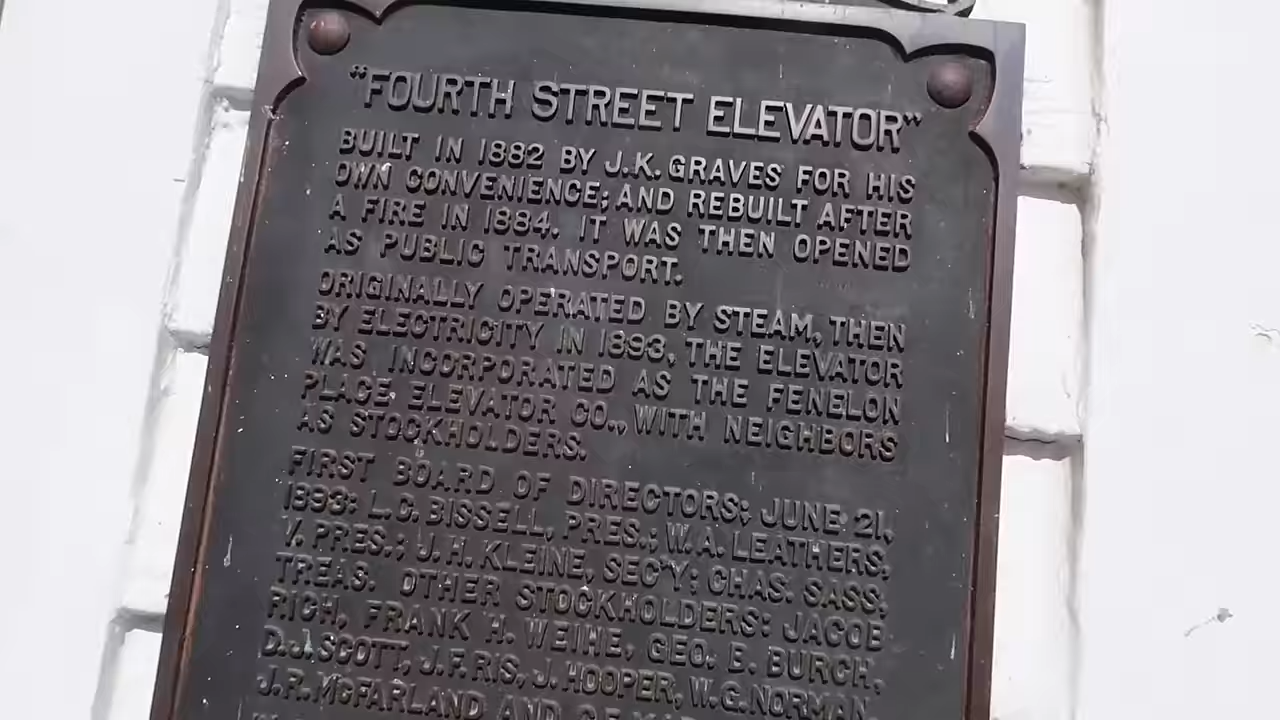 "FOURTH STREET ELEVATOR"
BUILT IN 1882 BY J.K. GRAVES FOR HIS
OWN CONVENIENCE; AND REBUILT AFTER
A FIRE IN 1884. IT WAS THEN OPENED
AS PUBLIC TRANSPORT.
ORIGINALLY OPERATED BY STEAM, THEN
BY ELECTRICITY IN 1893, THE ELEVATOR
WAS INCORPORATED AS THE FENELON
PLACE ELEVATOR CO., WITH NEIGHBORS
AS STOCKHOLDERS.
FIRST BOARD OF DIRECTORS; JUNE 21,
1893: L.C. BISSELL, PRES.; W.A. LEATHERS,
V. PRES.; J.H. KLEINE, SEC'Y; CHAS. SASS,
TREAS. OTHER STOCKHOLDERS: JACOB
RICH, FRANK H. WEIHE, GEO. B. BURCH,
D.J. SCOTT, J.F. RIS, J. HOOPER, W.G. NORMAN,
J.R. McFARLAND AND